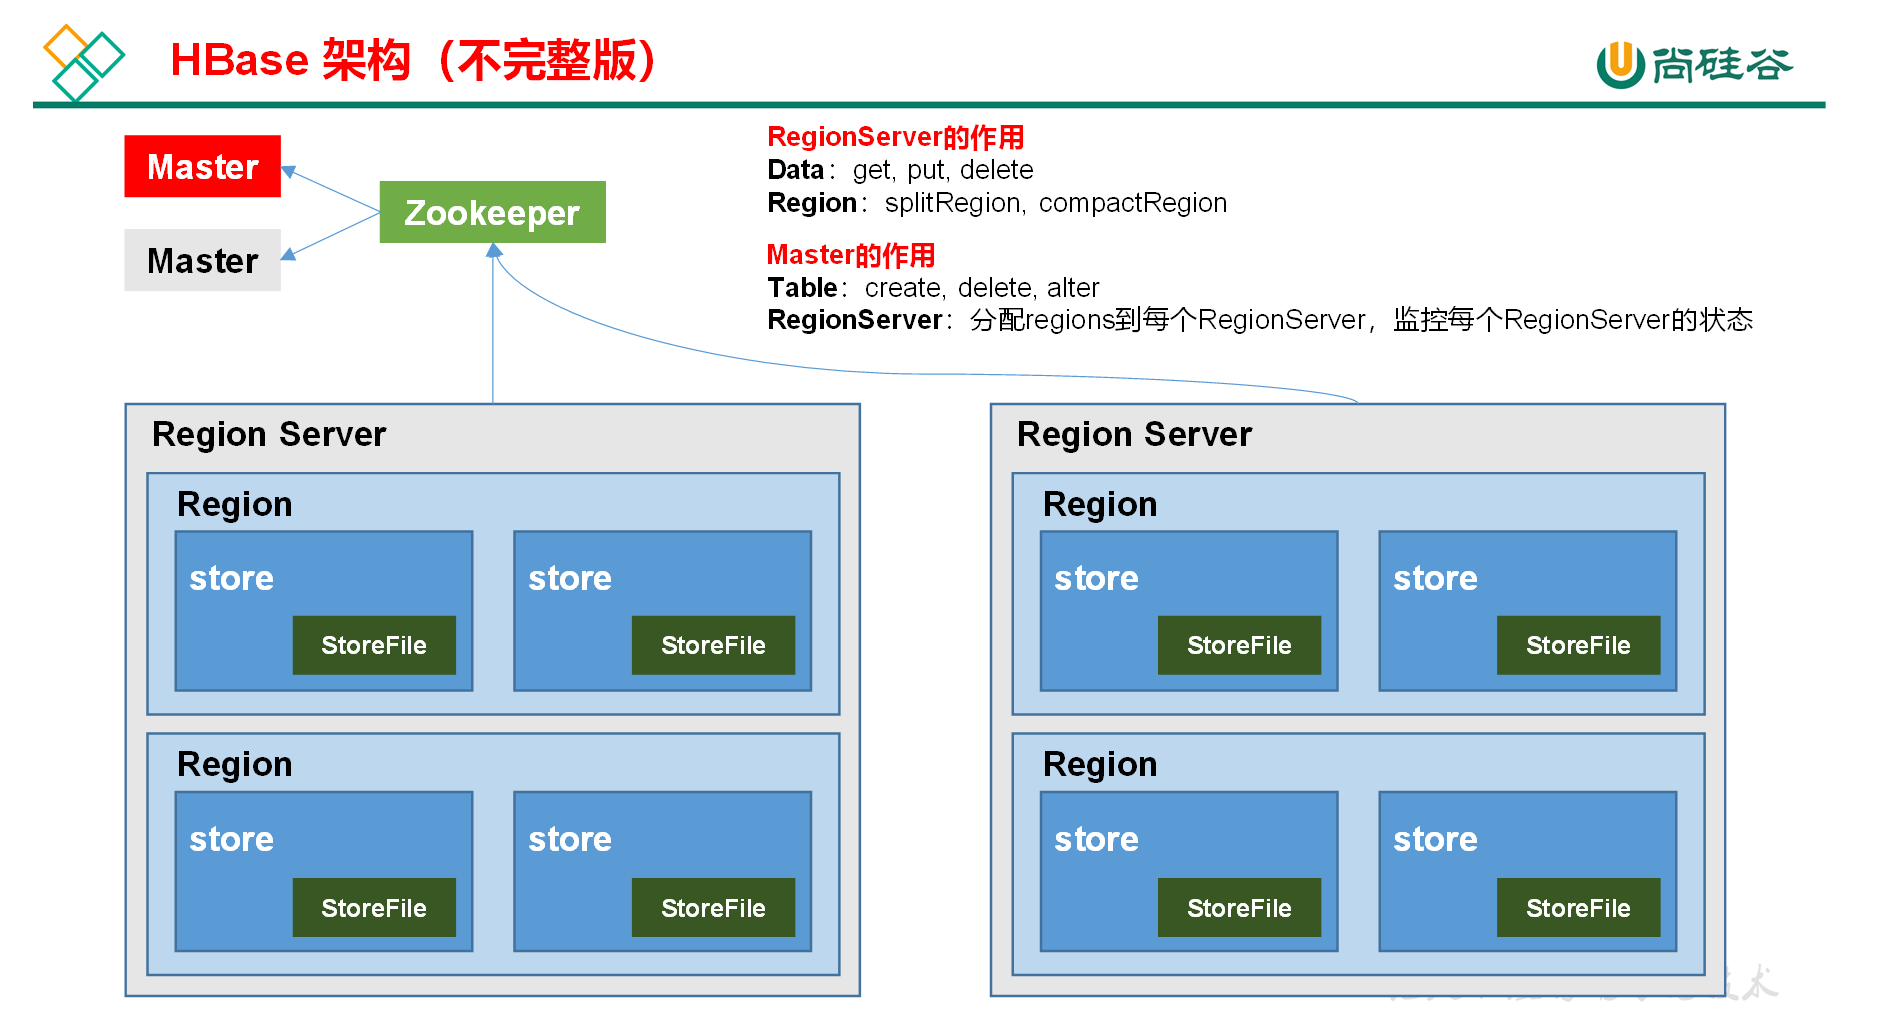 HBase 架构（不完整版）
尚硅谷
Master
Master
Zookeeper
RegionServer的作用
Data：get, put, delete
Region：splitRegion, compactRegion
Master的作用
Table：create, delete, alter
RegionServer：分配regions到每个RegionServer，监控每个RegionServer的状态
Region Server
Region
store
StoreFile
store
StoreFile
Region
store
StoreFile
store
StoreFile
Region Server
Region
store
StoreFile
store
StoreFile
Region
store
StoreFile
store
StoreFile
技术